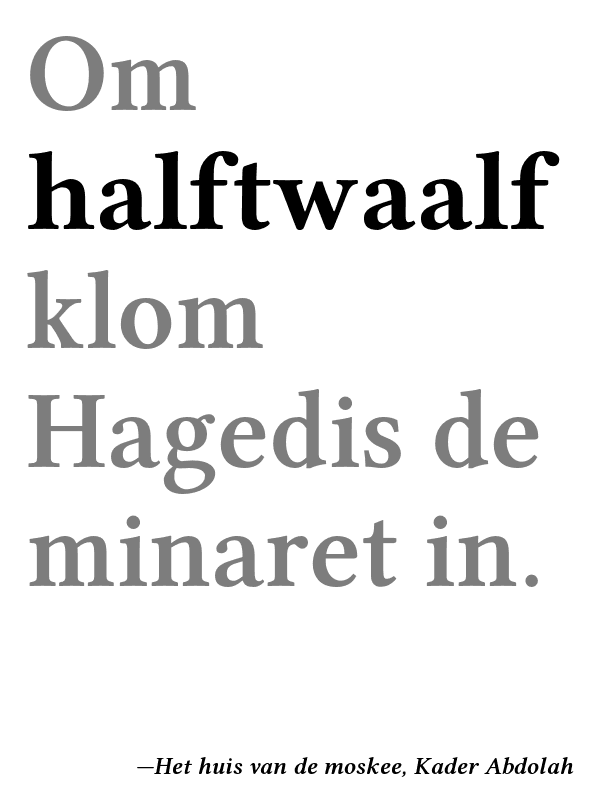 Om
halftwaalf
klom
Hagedis de
minaret in.
—Het huis van de moskee, Kader Abdolah